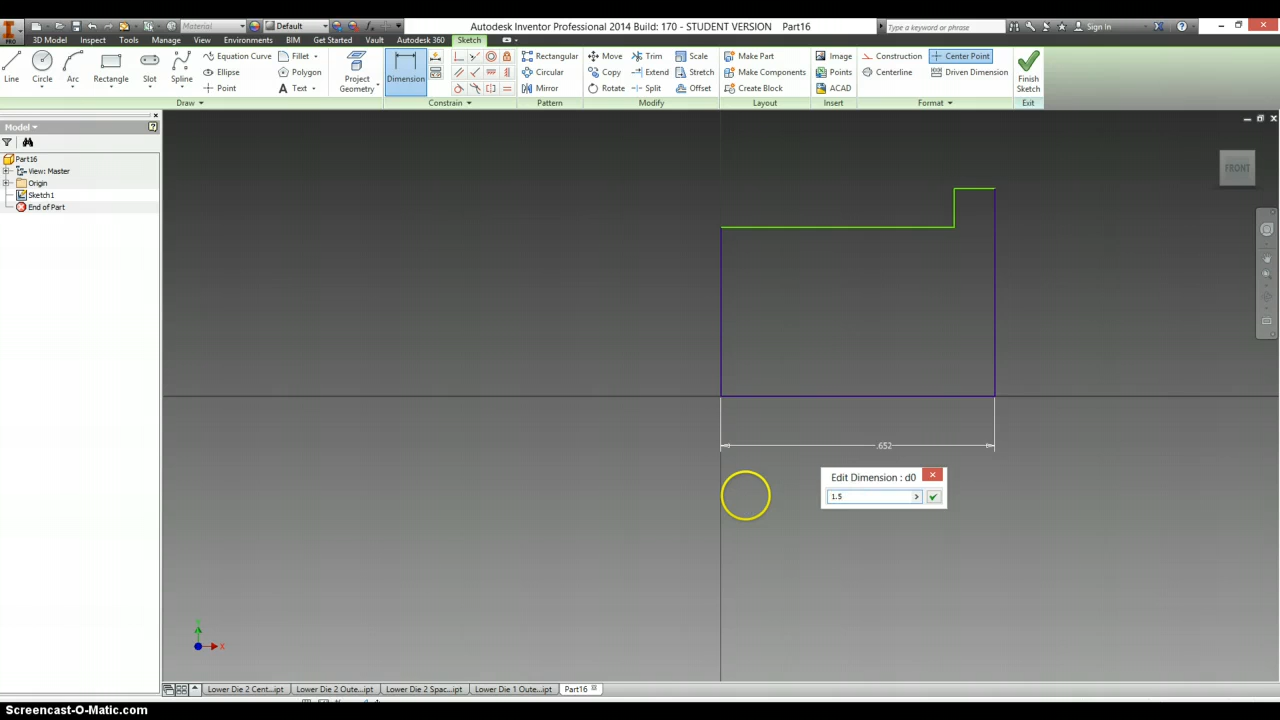 Material
Default
Autodesk Inventor Professional 2014 Build: 170 - STUDENT VERSION Part16
Type a keyword or phrase
Sign In
PRO
3D Model Inspect Tools Manage View Environments BIM Get Started Vault Autodesk 360 Sketch
Line Circle Arc Rectangle Slot Spline
Equation Curve Fillet
Ellipse Polygon
Point Text
Project
Geometry
Dimension
Rectangular
Circular
Mirror
Move Trim Scale
Copy Extend Stretch
Rotate Split Offset
Make Part
Make Components
Create Block
Image
Points
ACAD
Construction Center Point
Centerline Driven Dimension
Finish
Sketch
Draw Constrain Pattern Modify Layout Insert Format Exit
Model
Part16
View: Master
Origin
Sketch1
End of Part
FRONT
.652
Edit Dimension : d0
1.5
X
Lower Die 2 Cent...ipt Lower Die 2 Oute...ipt Lower Die 2 Spac...ipt Lower Die 1 Oute...ipt Part16
Screencast-O-Matic.com